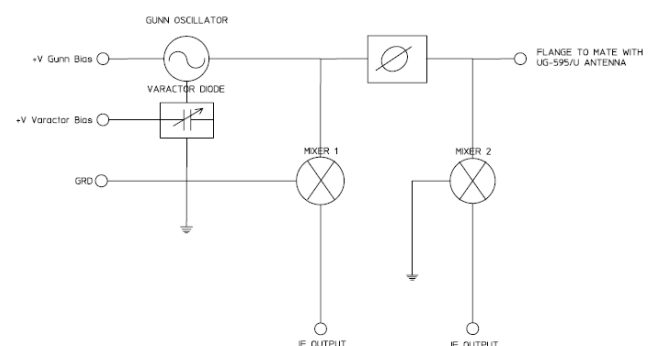 GUNN OSCILLATOR
+V Gunn Bias
FLANGE TO MATE WITH
UG-595/U ANTENNA
VARACTOR DIODE
+V Varactor Bias
MIXER 1
MIXER 2
GRD
IF OUTPUT
IF OUTPUT